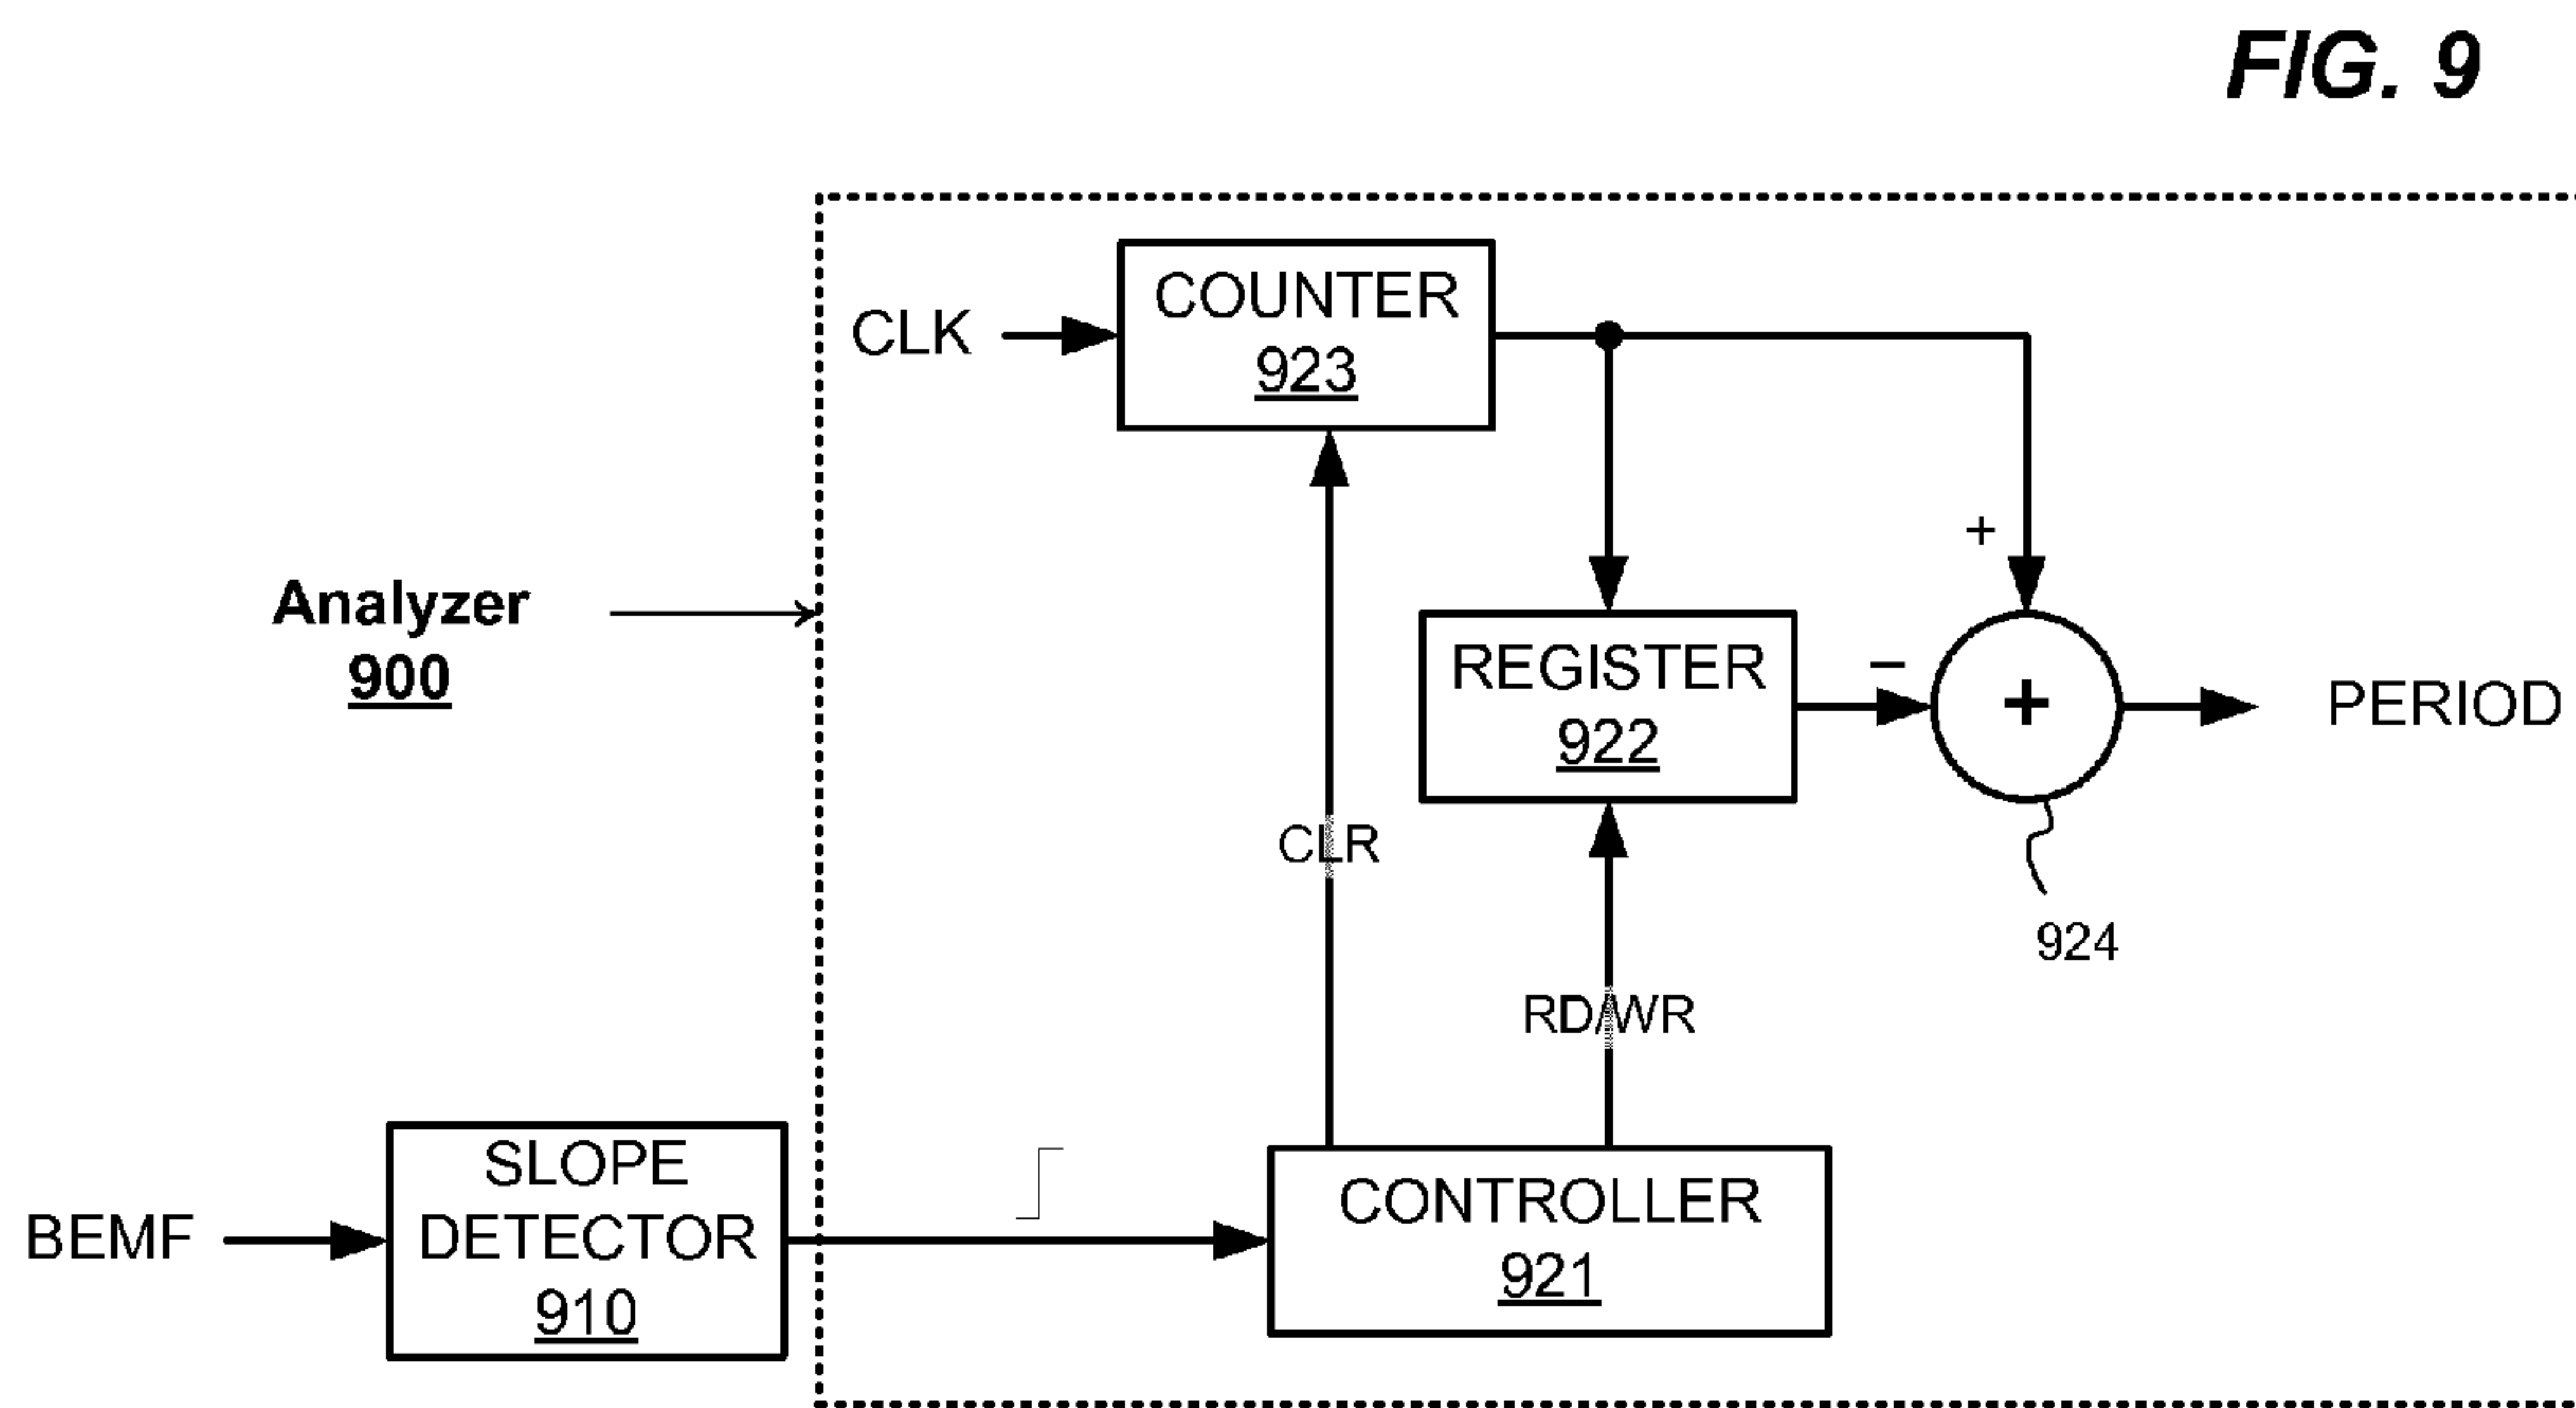 FIG. 9
COUNTER
923
CLK
+
Analyzer
900
REGISTER
922
−
+
PERIOD
CLR
924
RD/WR
SLOPE
DETECTOR
910
BEMF
CONTROLLER
921